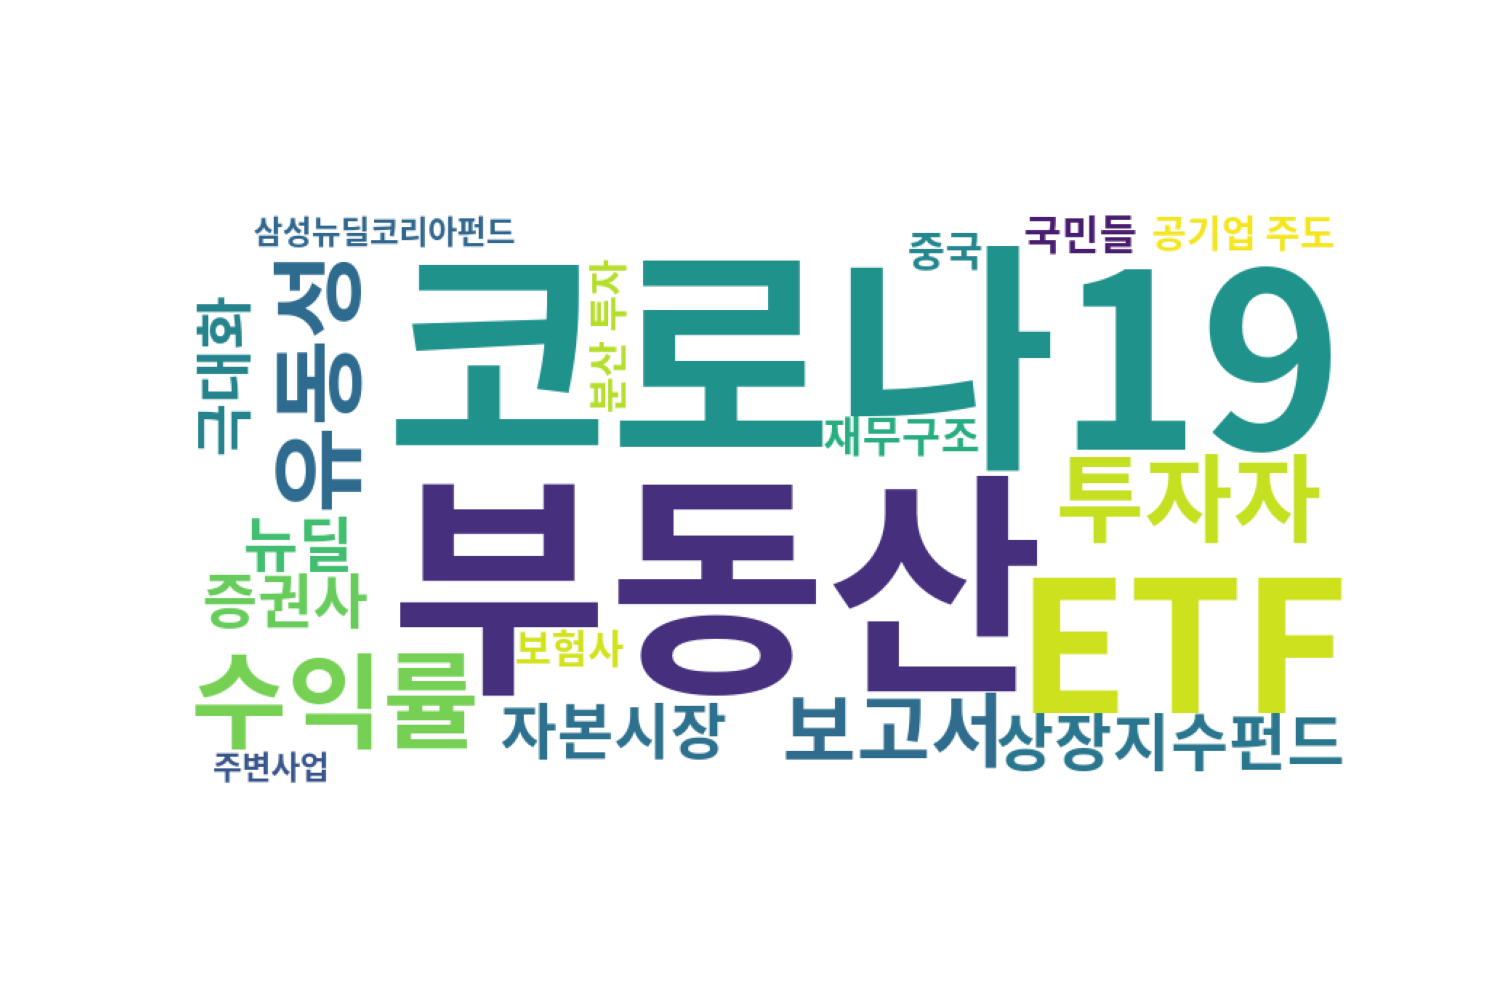 삼성뉴딜코리아펀드
국민들
공기업 주도
중국
코로나19
분산 투자
유동성
극대화
재무구조
투자자
부동산
뉴딜
증권사
ETF
보험사
수익률
자본시장
보고서
상장지수펀드
주변사업